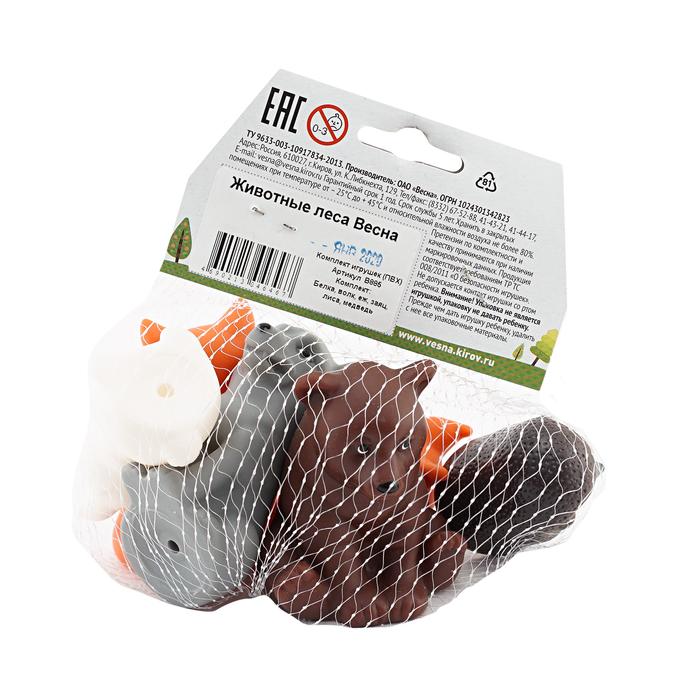 EAC
0-3
ТУ 9633-003-10917834-2013. Производитель: ОАО «Весна». ОГРН 1024301342823
Адрес: Россия, 610027, г. Киров, ул. К. Либкнехта, 129. Тел/факс: (8332) 67-52-88, 41-43-21, 41-44-17,
E-mail: vesna@vesna.kirov.ru Гарантийный срок 1 год. Срок службы 5 лет. Хранить в закрытых
помещениях при температуре от – 25°С до + 45°С и относительной влажности воздуха не более 80%
Претензии по комплектности и
качеству принимаются при наличии
маркировочных данных. Продукция
соответствует требованиям ТР ТС
008/2011 «О безопасности игрушек».
Не допускается контакт игрушки со ртом
ребенка. Внимание! Упаковка не является
игрушкой, упаковку не давать ребенку.
Прежде чем дать игрушку ребенку, удалить
с нее все упаковочные материалы.
81
Животные леса Весна
ЯНВ 2020
Комплект игрушек (ПВХ)
Артикул В886
Комплект:
Белка, волк, еж, заяц,
лиса, медведь
www.vesna.kirov.ru